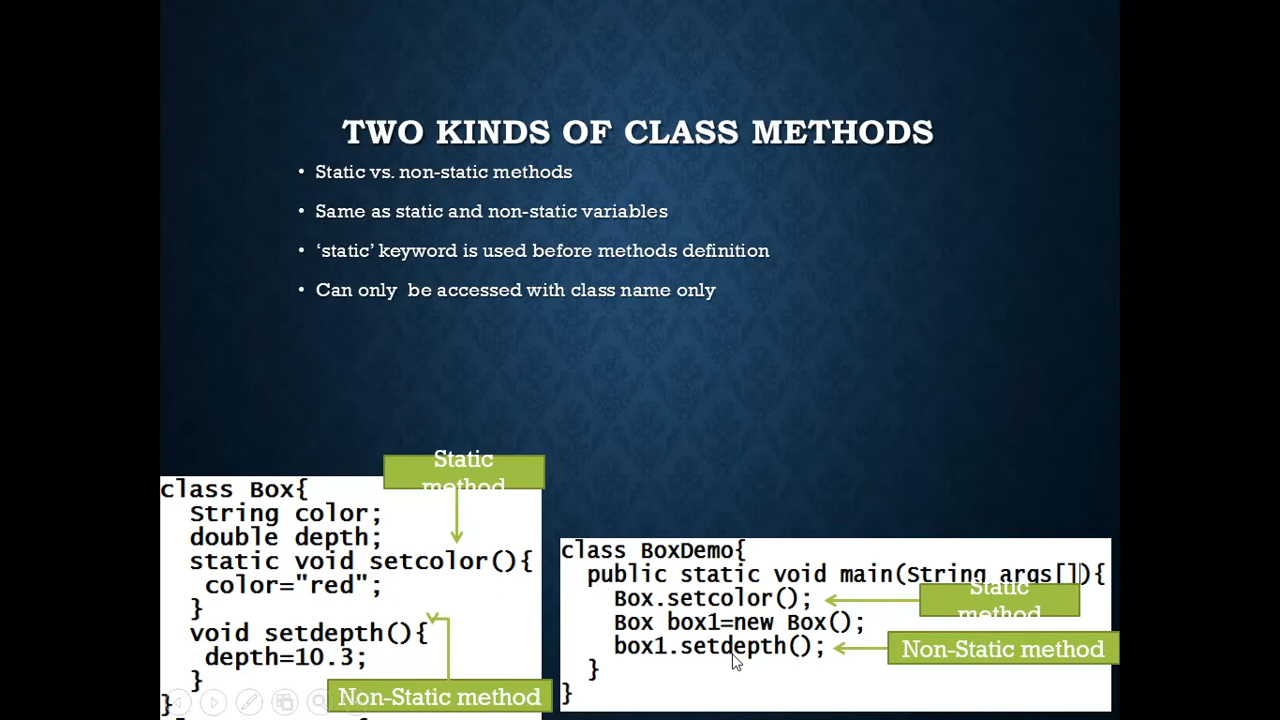 TWO KINDS OF CLASS METHODS
• Static vs. non-static methods
• Same as static and non-static variables
• ‘static’ keyword is used before methods definition
• Can only be accessed with class name only
Static
method
class Box{
String color;
double depth;
static void setcolor(){
color="red";
}
void setdepth(){
depth=10.3;
}
}
Non-Static method
class BoxDemo{
public static void main(String args[]){
Box.setcolor();
Box box1=new Box();
box1.setdepth();
}
}
Static
method
Non-Static method